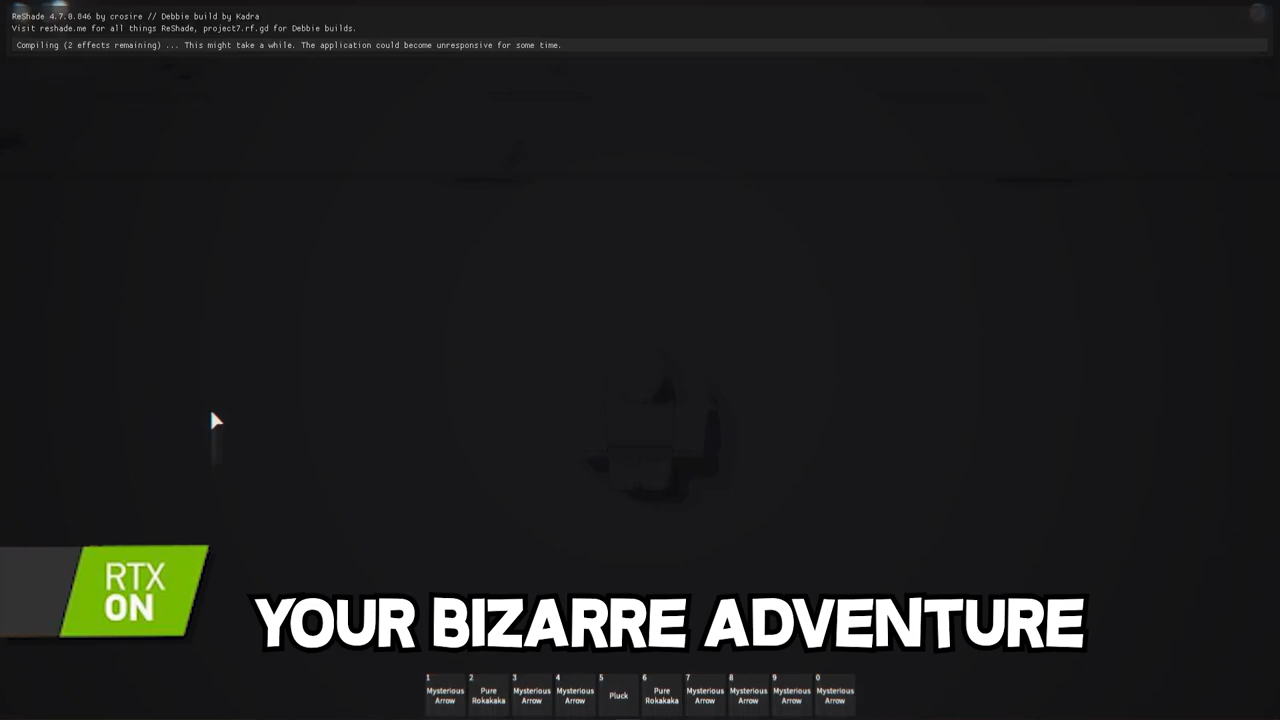 ReShade 4.7.0.846 by crosire // Debbie build by Kadra
Visit reshade.me for all things ReShade, project7.rf.gd for Debbie builds.
Compiling (2 effects remaining) ... This might take a while. The application could become unresponsive for some time.
RTX
ON
YOUR BIZARRE ADVENTURE
1 2 3 4 5 6 7 8 9 0
Mysterious Pure Mysterious Mysterious Pluck Pure Mysterious Mysterious Mysterious Mysterious
Arrow Rokakaka Arrow Arrow Rokakaka Arrow Arrow Arrow Arrow